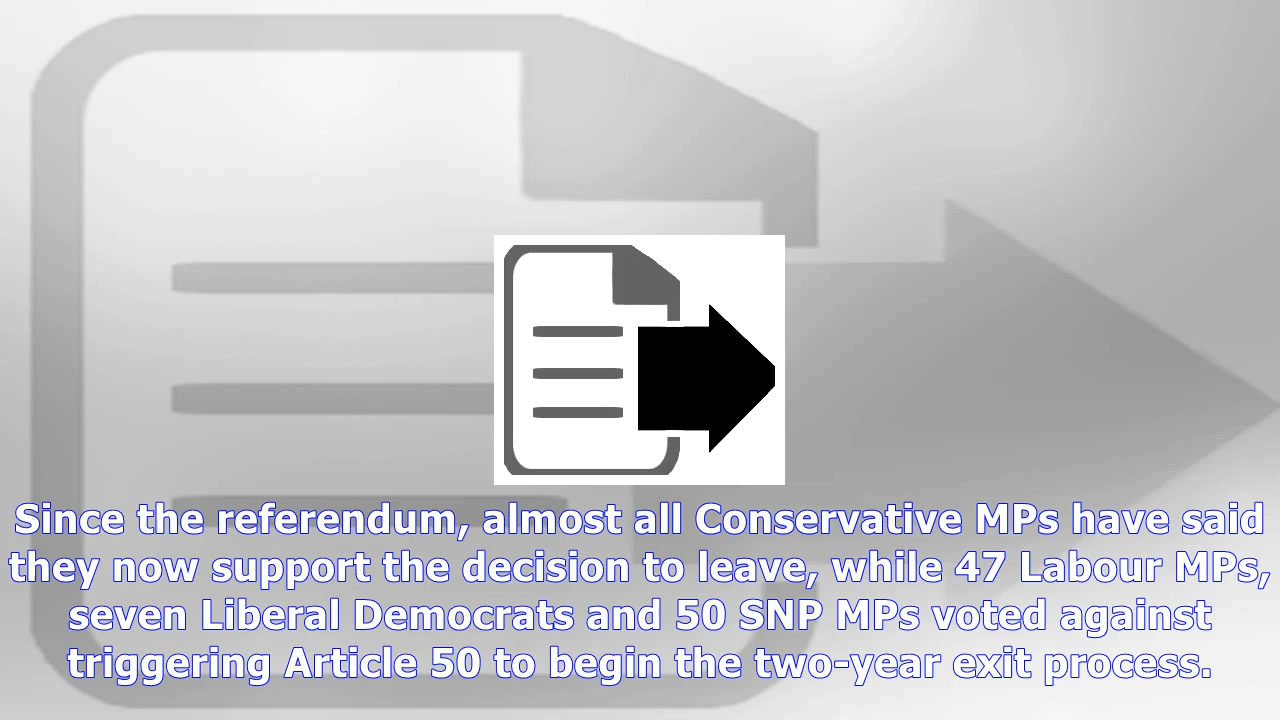 Since the referendum, almost all Conservative MPs have said
they now support the decision to leave, while 47 Labour MPs,
seven Liberal Democrats and 50 SNP MPs voted against
triggering Article 50 to begin the two-year exit process.